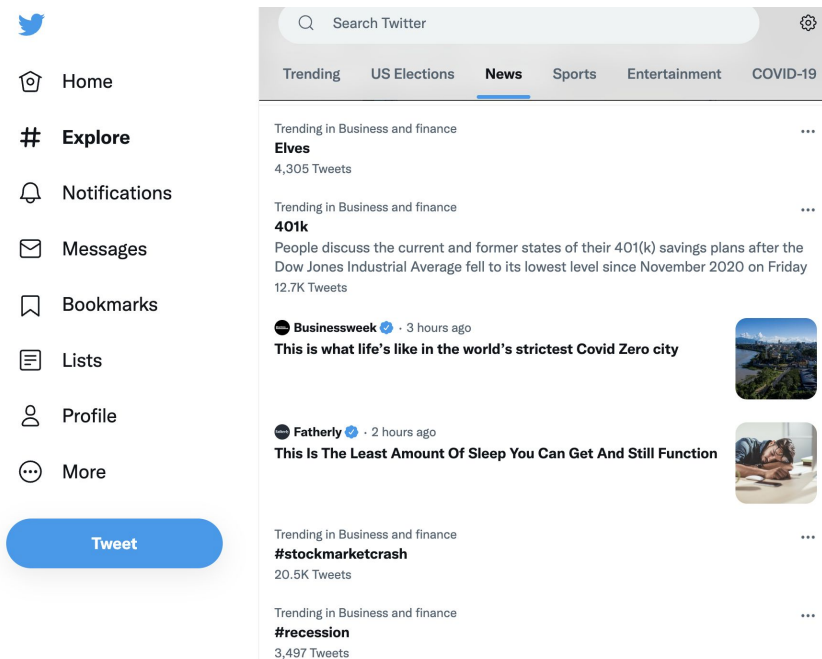 Home
Explore
Notifications
Messages
Bookmarks
Lists
Profile
More
Tweet
Search Twitter
Trending US Elections News Sports Entertainment COVID-19
Trending in Business and finance
Elves
4,305 Tweets
Trending in Business and finance
401k
People discuss the current and former states of their 401(k) savings plans after the
Dow Jones Industrial Average fell to its lowest level since November 2020 on Friday
12.7K Tweets
Businessweek · 3 hours ago
This is what life's like in the world's strictest Covid Zero city
Fatherly · 2 hours ago
This Is The Least Amount Of Sleep You Can Get And Still Function
Trending in Business and finance
#stockmarketcrash
20.5K Tweets
Trending in Business and finance
#recession
3,497 Tweets